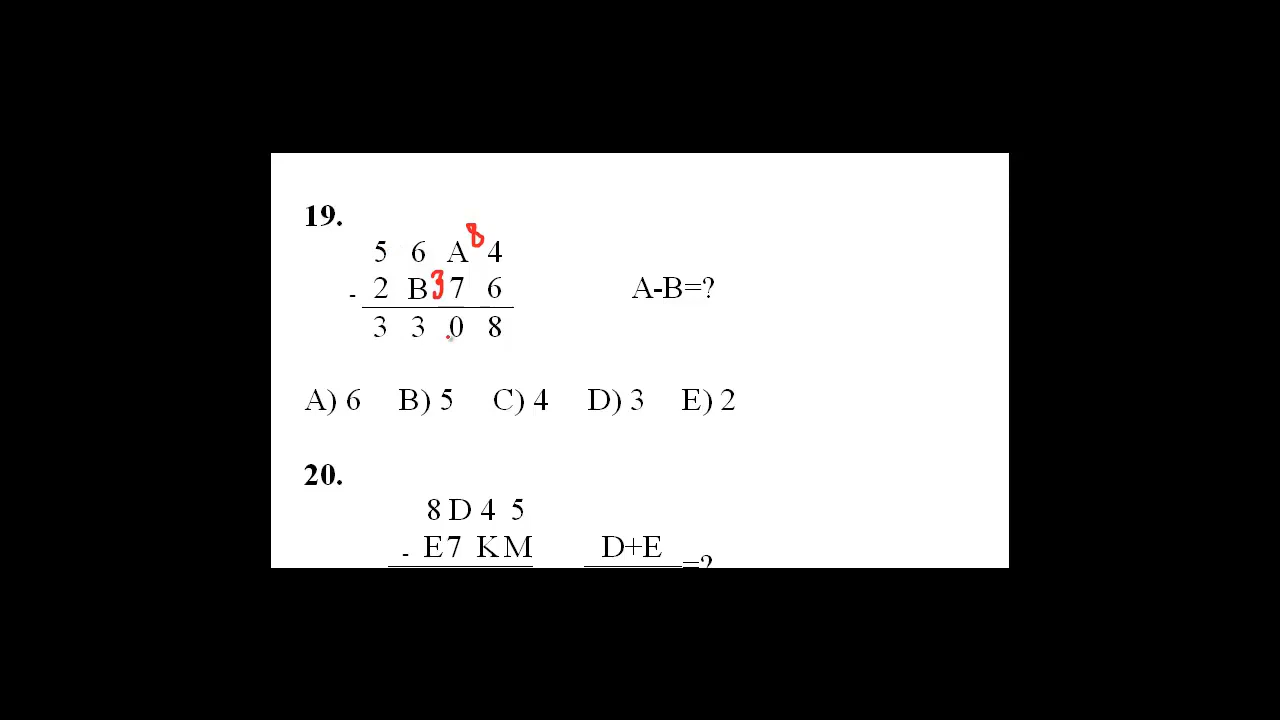 19.
5 6 A 8 4
- 2 B 3 7 6
A-B=?
3 3 0 8
A) 6 B) 5 C) 4 D) 3 E) 2
20.
8 D 4 5
- E 7 K M
D+E
=?